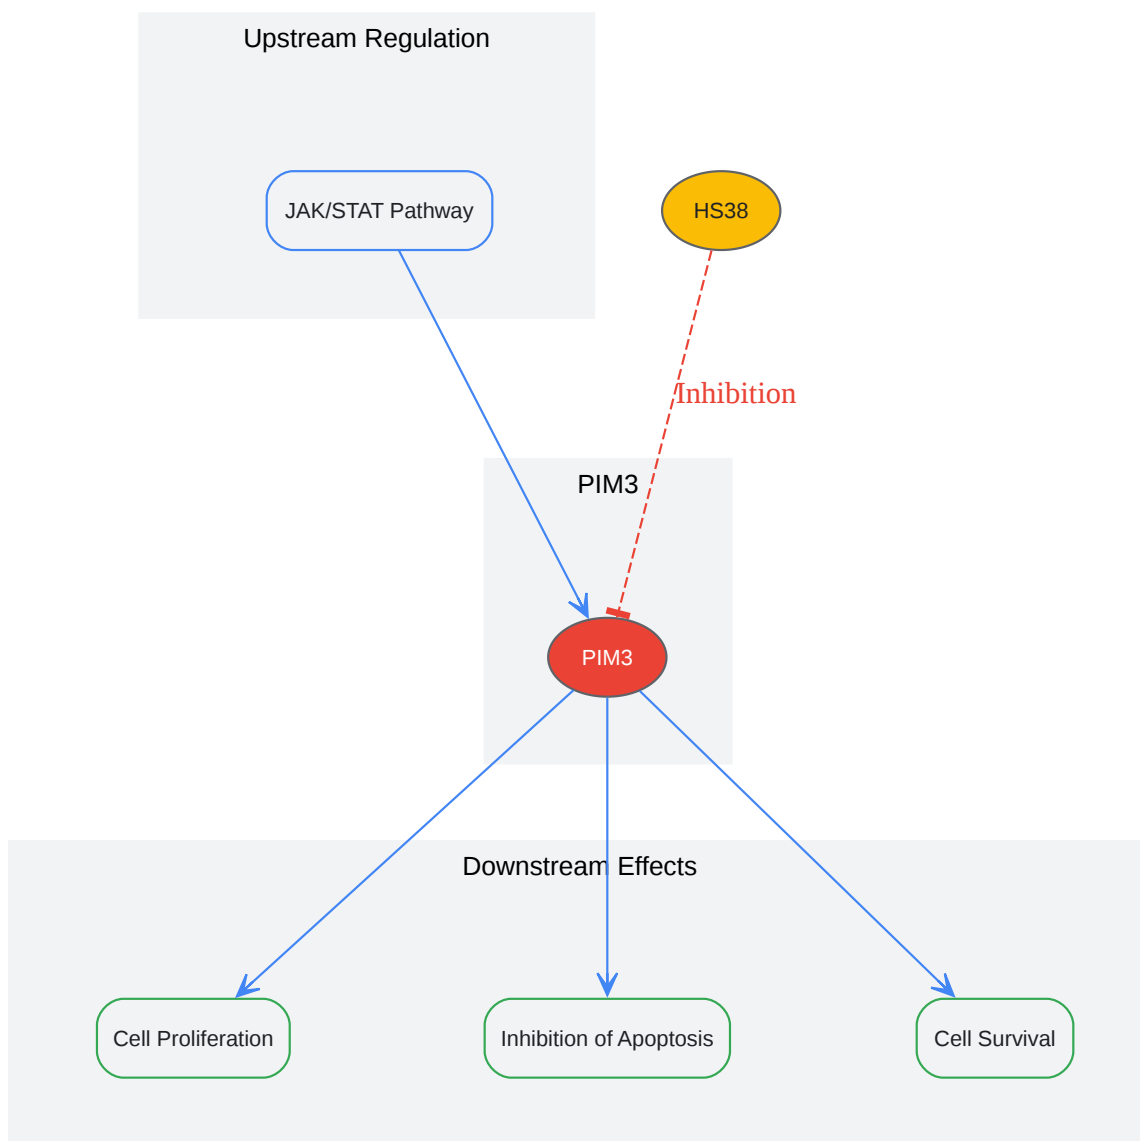 Upstream Regulation
JAK/STAT Pathway
HS38
Inhibition
PIM3
PIM3
Downstream Effects
Cell Proliferation
Inhibition of Apoptosis
Cell Survival